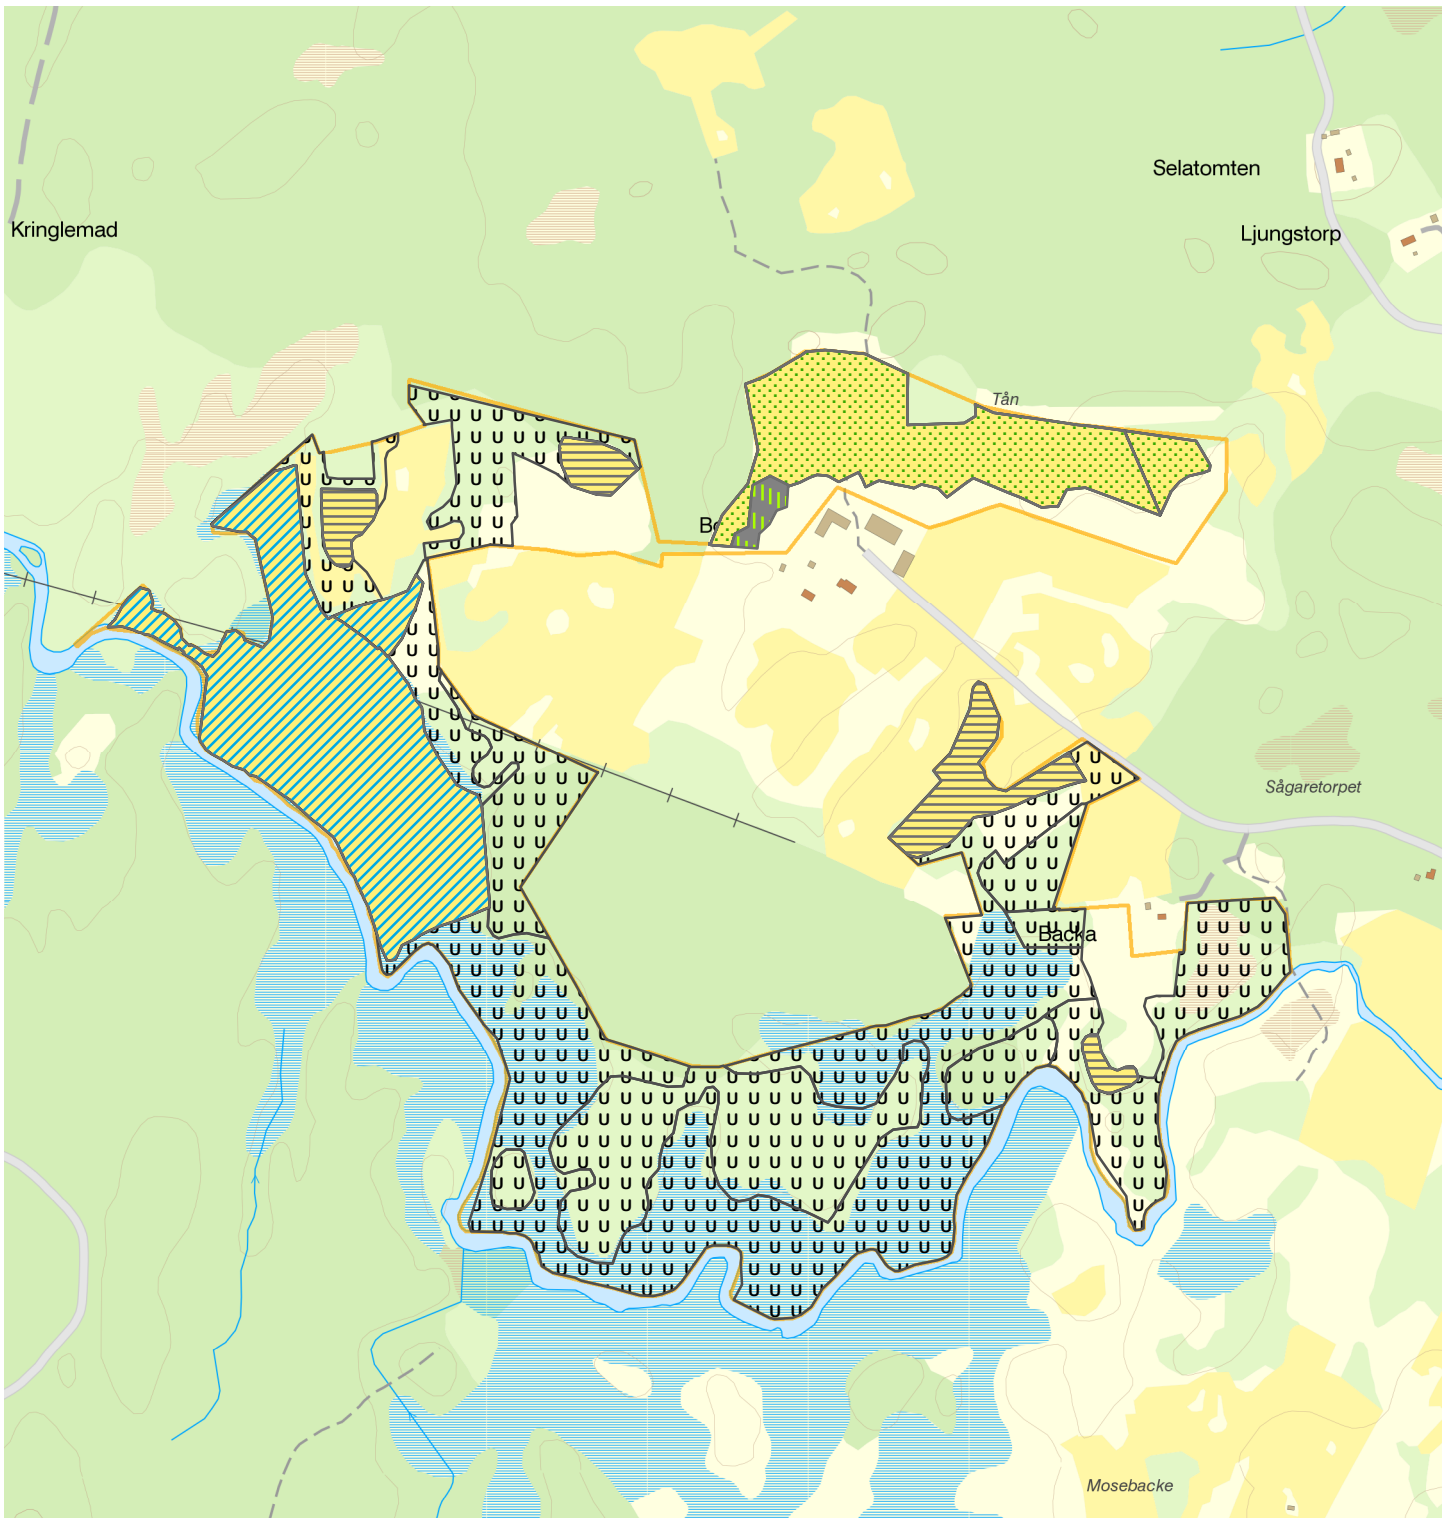 Selatomten
Kringlemad
Ljungstorp
Tån
Sågaretorpet
Backa
Mosebacke